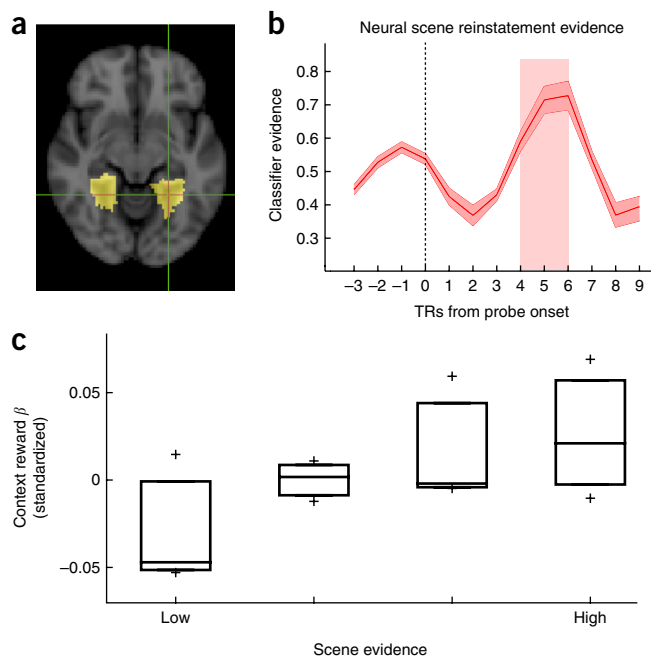 a
b
Neural scene reinstatement evidence
Classifier evidence
0.8
0.7
0.6
0.5
0.4
0.3
−3 −2 −1 0 1 2 3 4 5 6 7 8 9
TRs from probe onset
c
Context reward β
(standardized)
0.05
0
−0.05
Low
High
Scene evidence